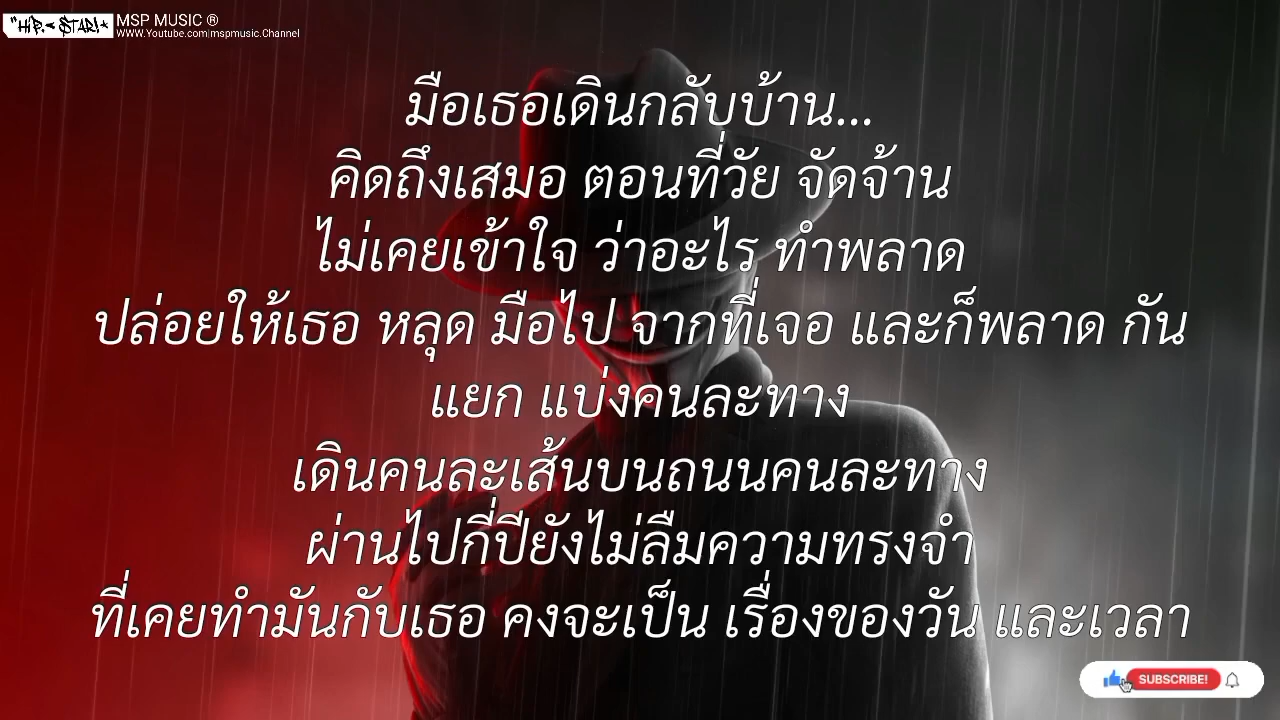 "HIP.< STAR!*
MSP MUSIC ®
WWW.Youtube.com|mspmusic.Channel
มือเธอเดินกลับบ้าน...
คิดถึงเสมอ ตอนที่วัย จัดจ้าน
ไม่เคยเข้าใจ ว่าอะไร ทำพลาด
ปล่อยให้เธอ หลุด มือไป จากที่เจอ และก็พลาด กัน
แยก แบ่งคนละทาง
เดินคนละเส้นบนถนนคนละทาง
ผ่านไปกี่ปียังไม่ลืมความทรงจำ
ที่เคยทำมันกับเธอ คงจะเป็น เรื่องของวัน และเวลา
SUBSCRIBE!